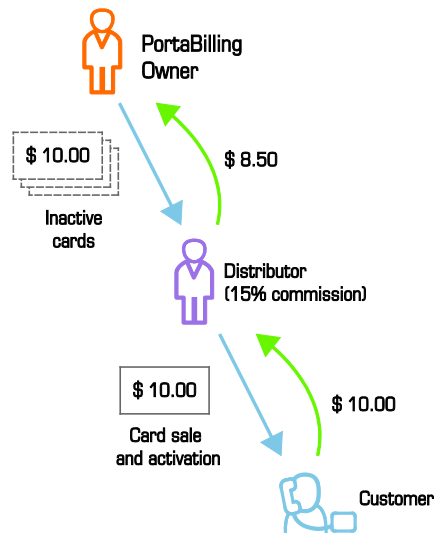 PortaBilling
Owner
$ 10.00
$ 8.50
Inactive
cards
Distributor
(15% commission)
$ 10.00
$ 10.00
Card sale
and activation
Customer